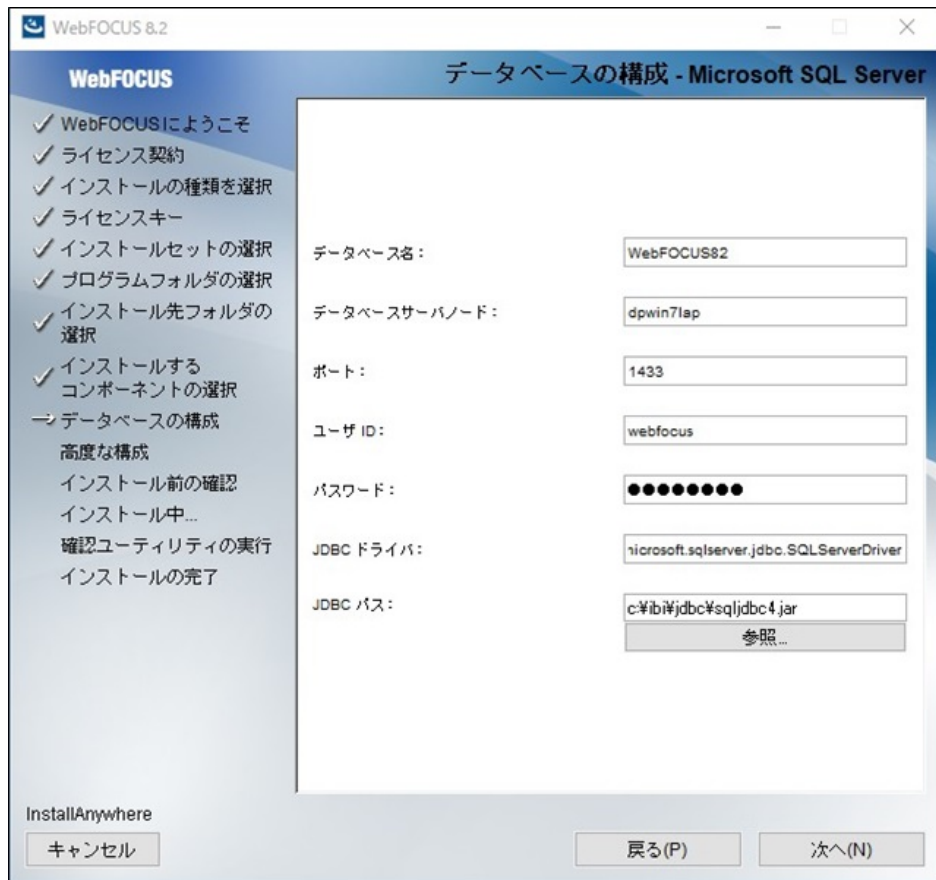 WebFOCUS 8.2
WebFOCUS
データベースの構成 - Microsoft SQL Server
WebFOCUSにようこそ
ライセンス契約
インストールの種類を選択
ライセンスキー
インストールセットの選択
プログラムフォルダの選択
インストール先フォルダの
選択
インストールする
コンポーネントの選択
データベースの構成
高度な構成
インストール前の確認
インストール中...
確認ユーティリティの実行
インストールの完了
データベース名： WebFOCUS82
データベースサーバノード： dpwin7lap
ポート： 1433
ユーザ ID： webfocus
パスワード： ●●●●●●●●
JDBC ドライバ： microsoft.sqlserver.jdbc.SQLServerDriver
JDBC パス： c:¥ibi¥jdbc¥sqljdbc4.jar
参照...
InstallAnywhere
キャンセル
戻る(P)
次へ(N)